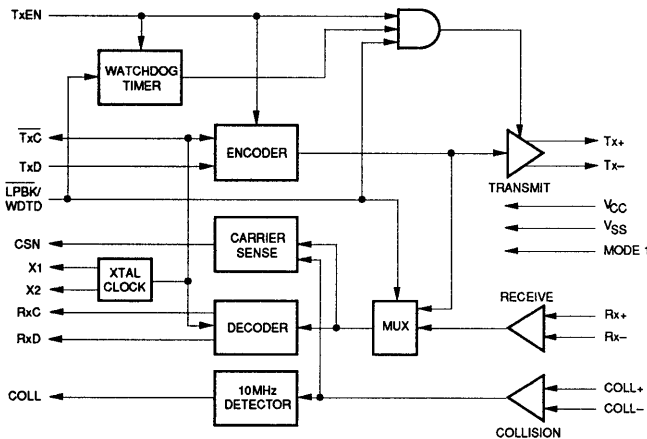 TxEN
WATCHDOG
TIMER
TxC
ENCODER
Tx+
TxD
Tx–
TRANSMIT
LPBK/
WDTD
VCC
VSS
CSN
CARRIER
SENSE
MODE 1
X1
XTAL
CLOCK
X2
RECEIVE
RxC
DECODER
MUX
Rx+
RxD
Rx–
COLL
10MHz
DETECTOR
COLL+
COLL–
COLLISION